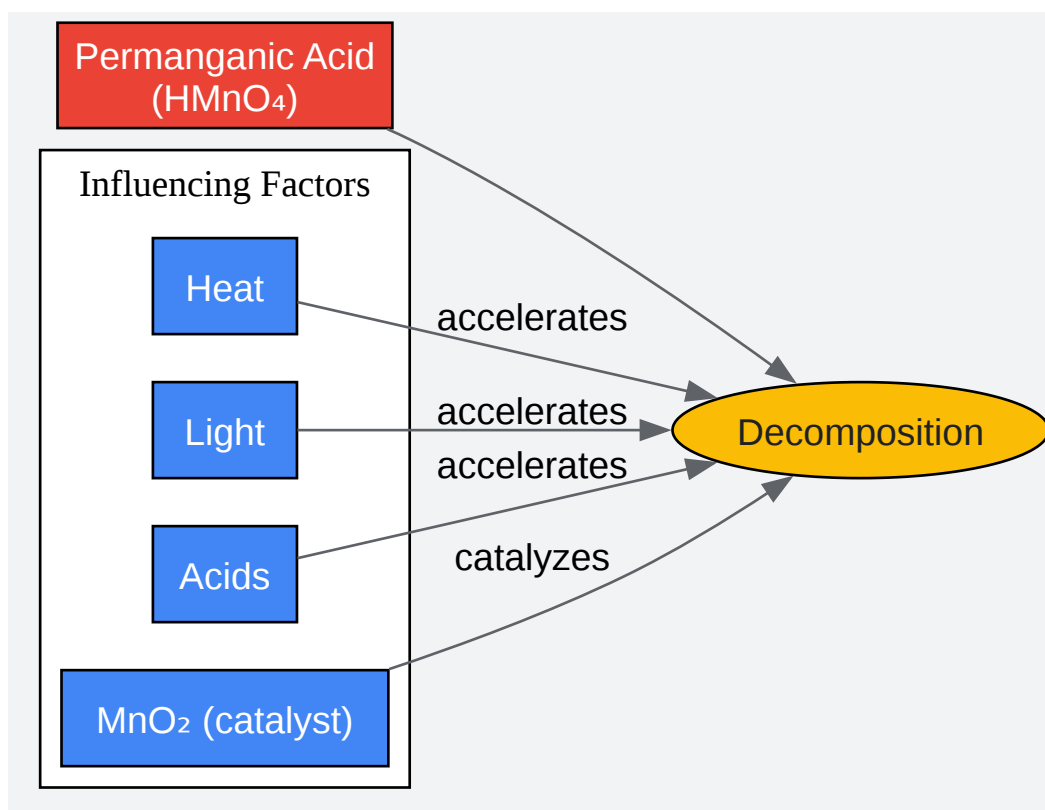 Permanganic Acid
(HMnO₄)
Influencing Factors
Heat
accelerates
Light
accelerates
Decomposition
accelerates
Acids
catalyzes
MnO₂ (catalyst)